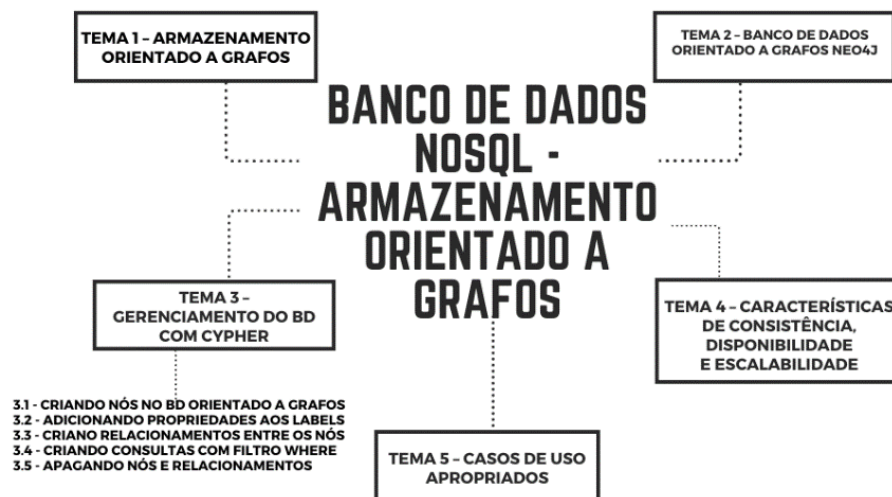 TEMA 1 – ARMAZENAMENTO
ORIENTADO A GRAFOS
TEMA 2 – BANCO DE DADOS
ORIENTADO A GRAFOS NEO4J
BANCO DE DADOS
NOSQL -
ARMAZENAMENTO
ORIENTADO A
GRAFOS
TEMA 3 –
GERENCIAMENTO DO BD
COM CYPHER
TEMA 4 – CARACTERÍSTICAS
DE CONSISTÊNCIA,
DISPONIBILIDADE
E ESCALABILIDADE
3.1 - CRIANDO NÓS NO BD ORIENTADO A GRAFOS
3.2 - ADICIONANDO PROPRIEDADES AOS LABELS
3.3 - CRIANO RELACIONAMENTOS ENTRE OS NÓS
3.4 - CRIANDO CONSULTAS COM FILTRO WHERE
3.5 - APAGANDO NÓS E RELACIONAMENTOS
TEMA 5 – CASOS DE USO
APROPRIADOS